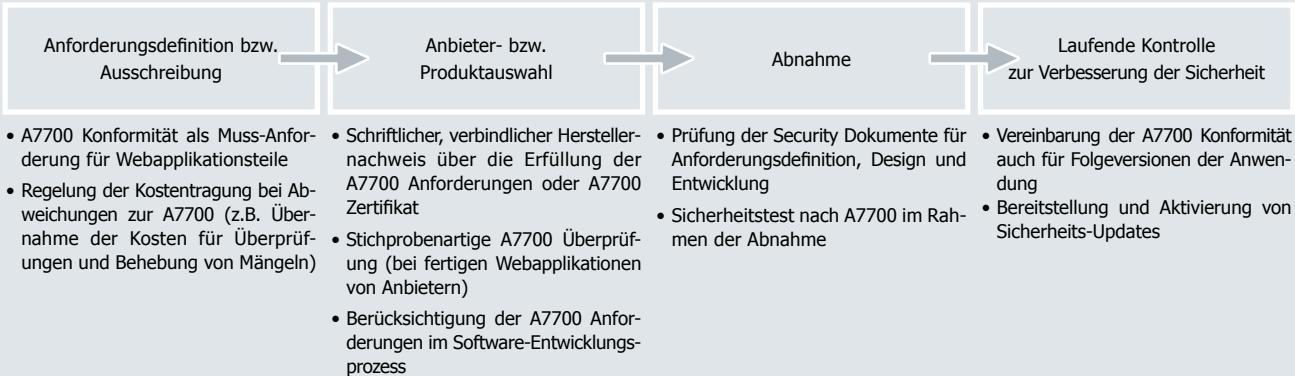 Anforderungsdefinition bzw.
Ausschreibung
Anbieter- bzw.
Produktauswahl
Abnahme
Laufende Kontrolle
zur Verbesserung der Sicherheit
• A7700 Konformität als Muss-Anfor-
derung für Webapplikationsteile
• Regelung der Kostentragung bei Ab-
weichungen zur A7700 (z.B. Über-
nahme der Kosten für Überprüf-
ungen und Behebung von Mängeln)
• Schriftlicher, verbindlicher Hersteller-
nachweis über die Erfüllung der
A7700 Anforderungen oder A7700
Zertifikat
• Stichprobenartige A7700 Überprüf-
ung (bei fertigen Webapplikationen
von Anbietern)
• Berücksichtigung der A7700 Anfor-
derungen im Software-Entwicklungs-
prozess
• Prüfung der Security Dokumente für
Anforderungsdefinition, Design und
Entwicklung
• Sicherheitstest nach A7700 im Rah-
men der Abnahme
• Vereinbarung der A7700 Konformität
auch für Folgeversionen der Anwen-
dung
• Bereitstellung und Aktivierung von
Sicherheits-Updates